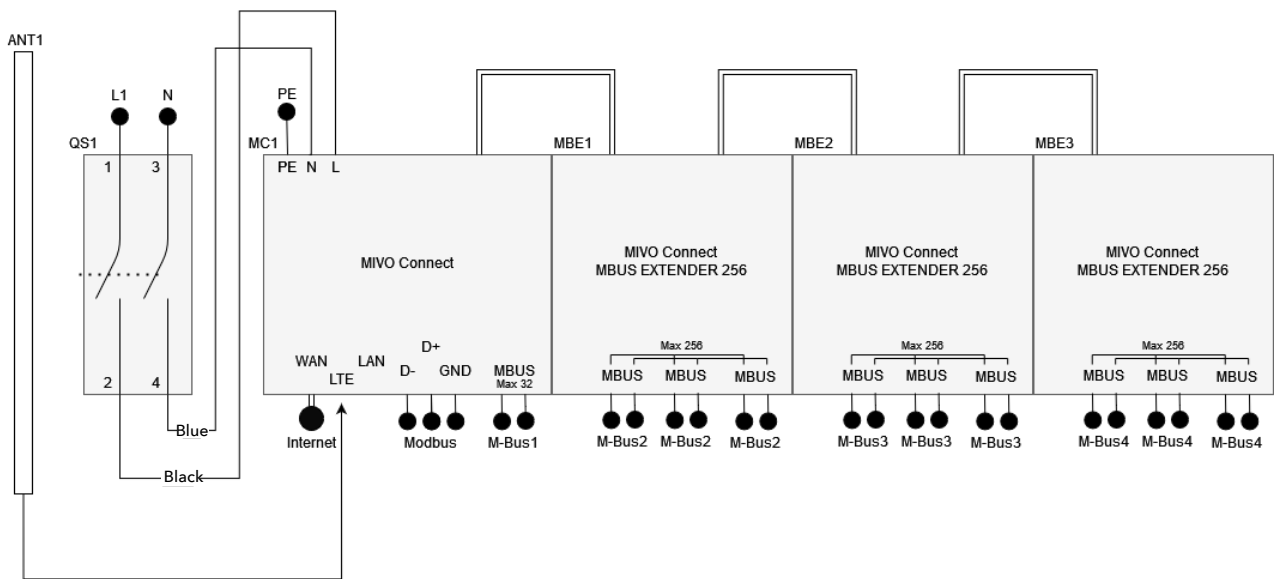 ANT1
L1 N PE
QS1 MC1 MBE1 MBE2 MBE3
1 3 PE N L
MIVO Connect
MIVO Connect
MBUS EXTENDER 256
MIVO Connect
MBUS EXTENDER 256
MIVO Connect
MBUS EXTENDER 256
2 4
WAN
LTE
LAN
D-
D+
GND
MBUS
Max 32
Max 256
MBUS MBUS MBUS
Max 256
MBUS MBUS MBUS
Max 256
MBUS MBUS MBUS
Blue
Black
Internet Modbus M-Bus1 M-Bus2 M-Bus2 M-Bus2 M-Bus3 M-Bus3 M-Bus3 M-Bus4 M-Bus4 M-Bus4